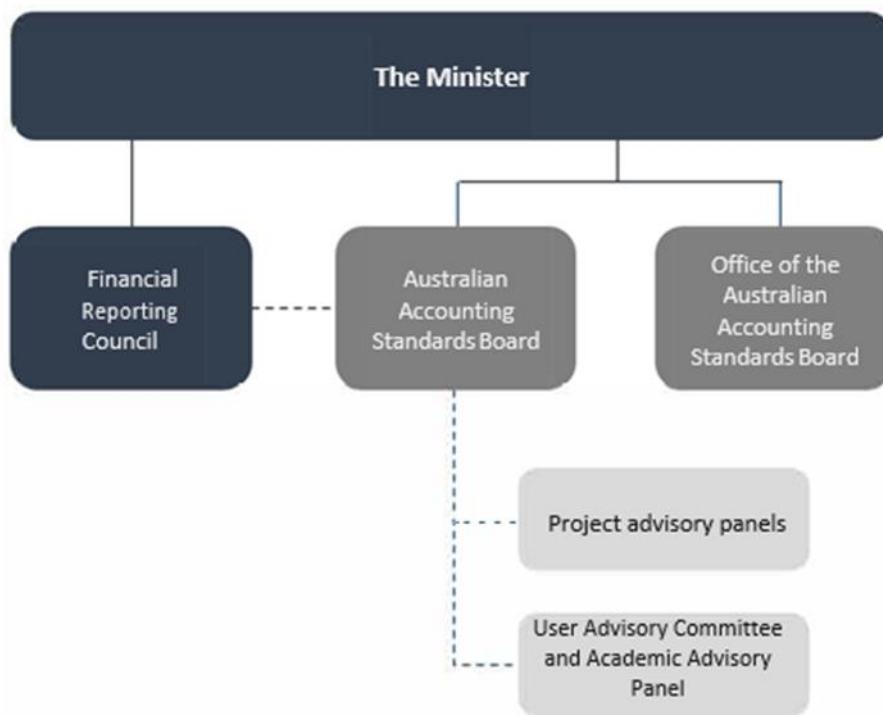 The Minister
Financial
Reporting
Council
Australian
Accounting
Standards Board
Office of the
Australian
Accounting
Standards Board
Project advisory panels
User Advisory Committee
and Academic Advisory
Panel